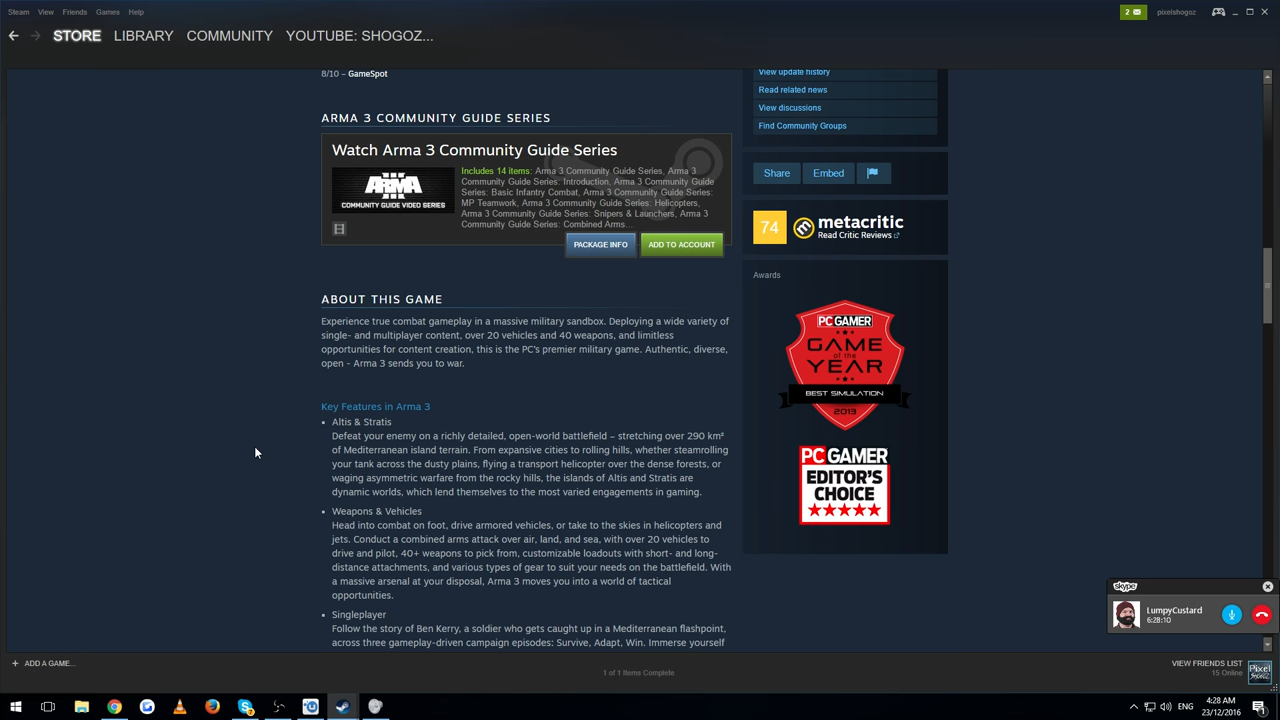 Steam View Friends Games Help
2
pixelshogoz
STORE LIBRARY COMMUNITY YOUTUBE: SHOGOZ...
8/10 – GameSpot
ARMA 3 COMMUNITY GUIDE SERIES
Watch Arma 3 Community Guide Series
ARMA III
COMMUNITY GUIDE VIDEO SERIES
Includes 14 items: Arma 3 Community Guide Series, Arma 3
Community Guide Series: Introduction, Arma 3 Community Guide
Series: Basic Infantry Combat, Arma 3 Community Guide Series:
MP Teamwork, Arma 3 Community Guide Series: Helicopters,
Arma 3 Community Guide Series: Snipers & Launchers, Arma 3
Community Guide Series: Combined Arms...
PACKAGE INFO
ADD TO ACCOUNT
ABOUT THIS GAME
Experience true combat gameplay in a massive military sandbox. Deploying a wide variety of
single- and multiplayer content, over 20 vehicles and 40 weapons, and limitless
opportunities for content creation, this is the PC's premier military game. Authentic, diverse,
open - Arma 3 sends you to war.
Key Features in Arma 3
Altis & Stratis
Defeat your enemy on a richly detailed, open-world battlefield – stretching over 290 km²
of Mediterranean island terrain. From expansive cities to rolling hills, whether steamrolling
your tank across the dusty plains, flying a transport helicopter over the dense forests, or
waging asymmetric warfare from the rocky hills, the islands of Altis and Stratis are
dynamic worlds, which lend themselves to the most varied engagements in gaming.
Weapons & Vehicles
Head into combat on foot, drive armored vehicles, or take to the skies in helicopters and
jets. Conduct a combined arms attack over air, land, and sea, with over 20 vehicles to
drive and pilot, 40+ weapons to pick from, customizable loadouts with short- and long-
distance attachments, and various types of gear to suit your needs on the battlefield. With
a massive arsenal at your disposal, Arma 3 moves you into a world of tactical
opportunities.
Singleplayer
Follow the story of Ben Kerry, a soldier who gets caught up in a Mediterranean flashpoint,
across three gameplay-driven campaign episodes: Survive, Adapt, Win. Immerse yourself
View update history
Read related news
View discussions
Find Community Groups
Share
Embed
74
metacritic
Read Critic Reviews
Awards
PC GAMER
GAME
of the
YEAR
BEST SIMULATION
2013
PC GAMER
EDITOR'S
CHOICE
skype
LumpyCustard
6:28:10
+ ADD A GAME...
1 of 1 Items Complete
VIEW FRIENDS LIST
15 Online
Pixel
SHOGOZ
ENG
4:28 AM
23/12/2016
1